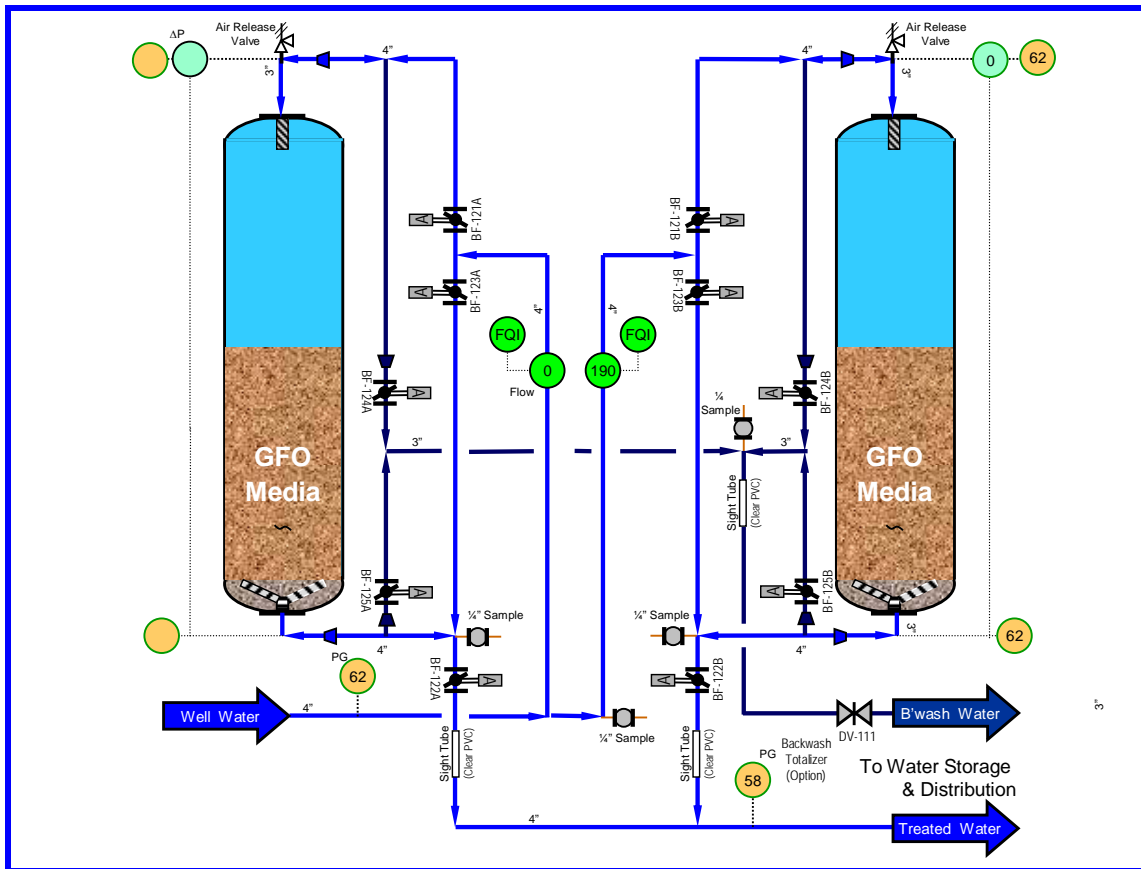 Air Release
Valve
ΔP
3"
4"
Air Release
Valve
0
62
3"
BF-121A
A
BF-121B
A
BF-123A
A
BF-123B
A
4"
4"
FQI
FQI
0
190
Flow
BF-124A
A
BF-124B
A
¼
Sample
3"
3"
GFO
Media
~
GFO
Media
~
Sight Tube
(Clear PVC)
BF-125A
A
BF-125B
A
¼" Sample
¼" Sample
4"
4"
3"
62
PG
62
BF-122A
A
BF-122B
A
Well Water
4"
¼" Sample
B'wash Water
3"
DV-111
Sight Tube
(Clear PVC)
Sight Tube
(Clear PVC)
PG
58
Backwash
Totalizer
(Option)
To Water Storage
& Distribution
4"
Treated Water